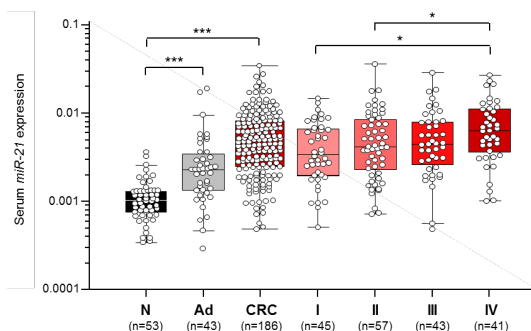 Serum miR-21 expression
0.1
0.01
0.001
0.0001
*
***
*
***
N Ad CRC I II III IV
(n=53) (n=43) (n=186) (n=45) (n=57) (n=43) (n=41)